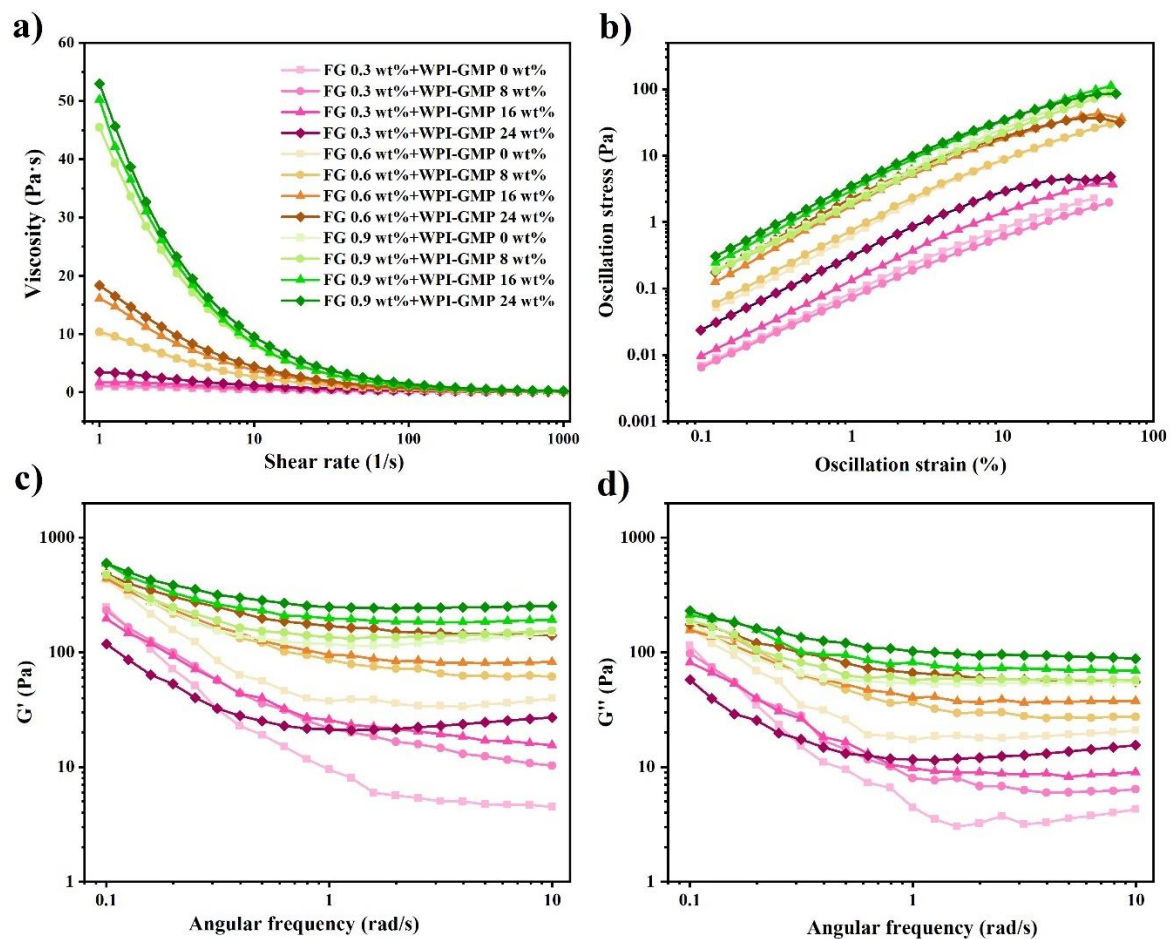 a)
60
50
40
30
20
10
0
Viscosity (Pa·s)
FG 0.3 wt%+WPI-GMP 0 wt%
FG 0.3 wt%+WPI-GMP 8 wt%
FG 0.3 wt%+WPI-GMP 16 wt%
FG 0.3 wt%+WPI-GMP 24 wt%
FG 0.6 wt%+WPI-GMP 0 wt%
FG 0.6 wt%+WPI-GMP 8 wt%
FG 0.6 wt%+WPI-GMP 16 wt%
FG 0.6 wt%+WPI-GMP 24 wt%
FG 0.9 wt%+WPI-GMP 0 wt%
FG 0.9 wt%+WPI-GMP 8 wt%
FG 0.9 wt%+WPI-GMP 16 wt%
FG 0.9 wt%+WPI-GMP 24 wt%
1 10 100 1000
Shear rate (1/s)
b)
100
10
1
0.1
0.01
0.001
Oscillation stress (Pa)
0.1 1 10 100
Oscillation strain (%)
c)
1000
100
10
1
G' (Pa)
0.1 1 10
Angular frequency (rad/s)
d)
1000
100
10
1
G'' (Pa)
0.1 1 10
Angular frequency (rad/s)